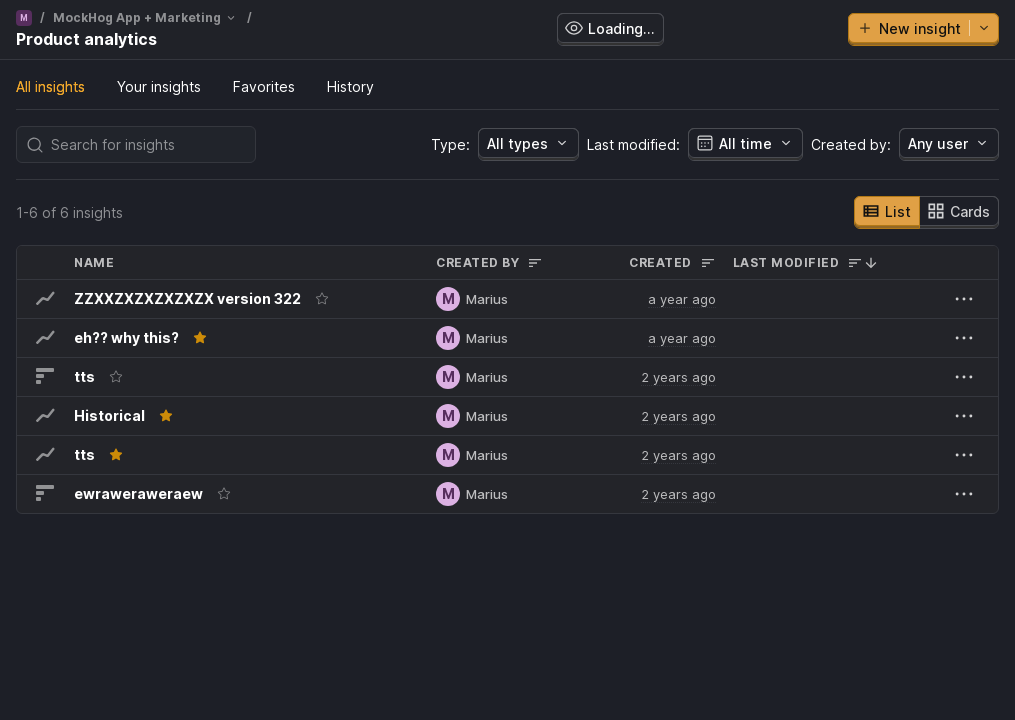 M / MockHog App + Marketing /
Product analytics
Loading...
New insight
All insights Your insights Favorites History
Search for insights
Type: All types Last modified: All time Created by: Any user
1-6 of 6 insights
List Cards
NAME CREATED BY CREATED LAST MODIFIED
ZZXXZXZXZXZXZX version 322 M Marius a year ago
eh?? why this? M Marius a year ago
tts M Marius 2 years ago
Historical M Marius 2 years ago
tts M Marius 2 years ago
ewraweraweraew M Marius 2 years ago